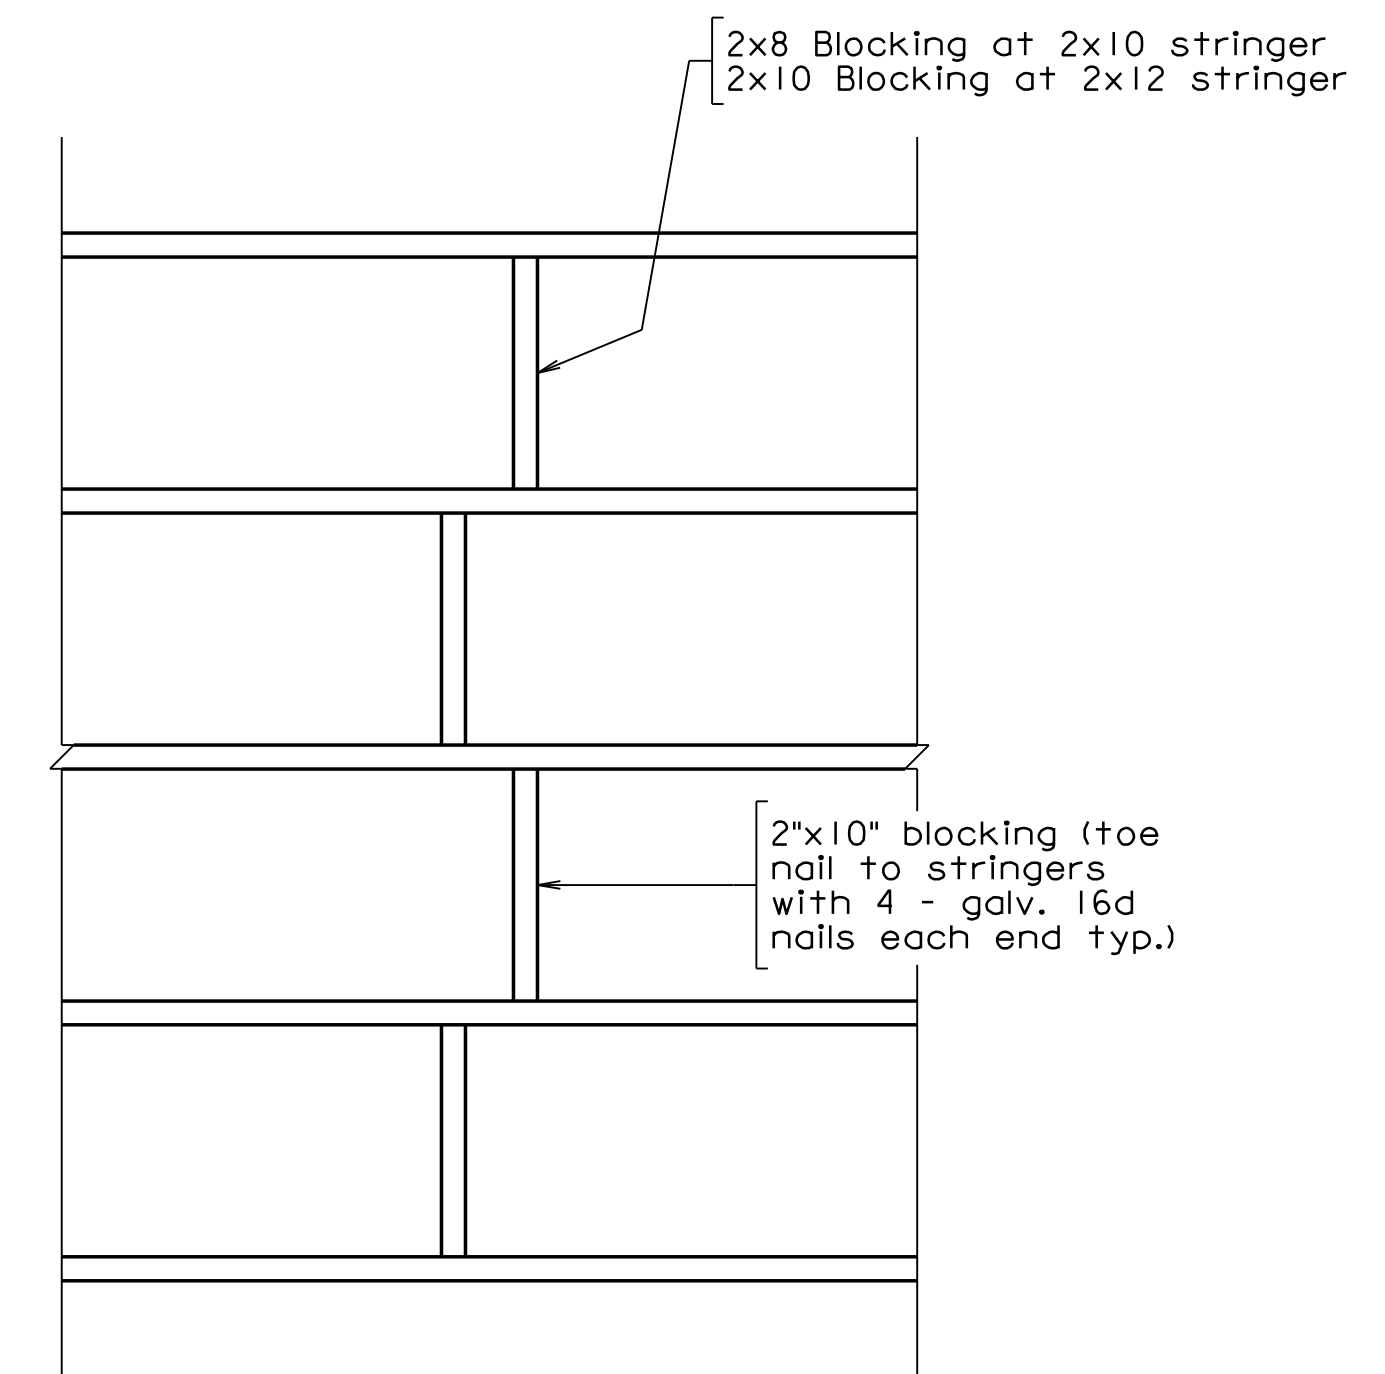 2x8 Blocking at 2x10 stringer
2x10 Blocking at 2x12 stringer
2"x10" blocking (toe
nail to stringers
with 4 - galv. 16d
nails each end typ.)